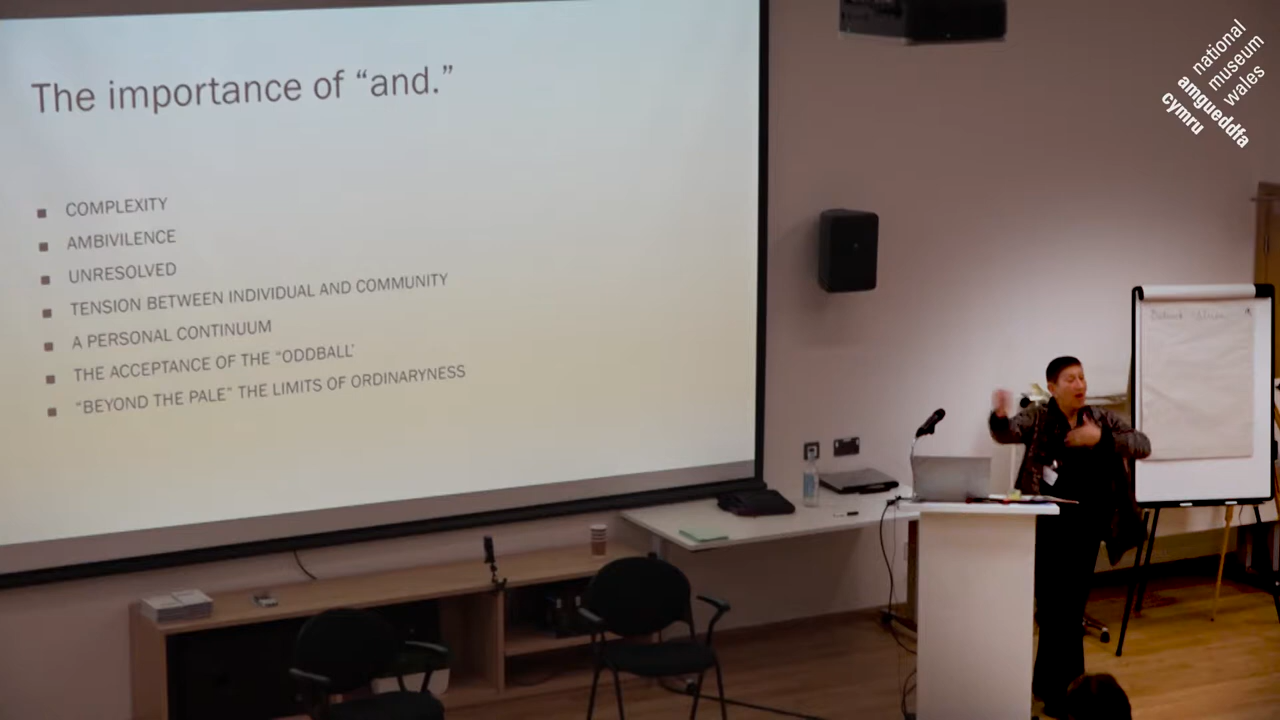 The importance of “and.”
■ COMPLEXITY
■ AMBIVILENCE
■ UNRESOLVED
■ TENSION BETWEEN INDIVIDUAL AND COMMUNITY
■ A PERSONAL CONTINUUM
■ THE ACCEPTANCE OF THE “ODDBALL’
■ “BEYOND THE PALE” THE LIMITS OF ORDINARYNESS
national
museum
wales
amgueddfa
cymru